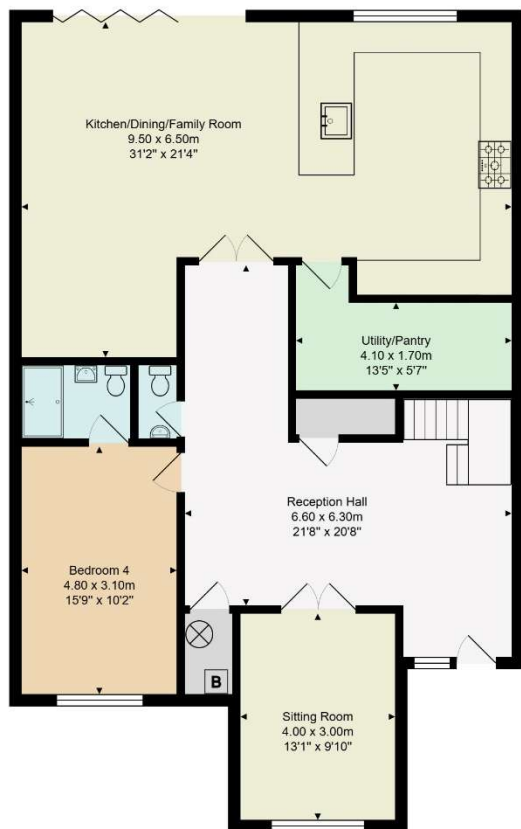 Kitchen/Dining/Family Room
9.50 x 6.50m
31'2" x 21'4"
Utility/Pantry
4.10 x 1.70m
13'5" x 5'7"
Reception Hall
6.60 x 6.30m
21'8" x 20'8"
Bedroom 4
4.80 x 3.10m
15'9" x 10'2"
B
Sitting Room
4.00 x 3.00m
13'1" x 9'10"